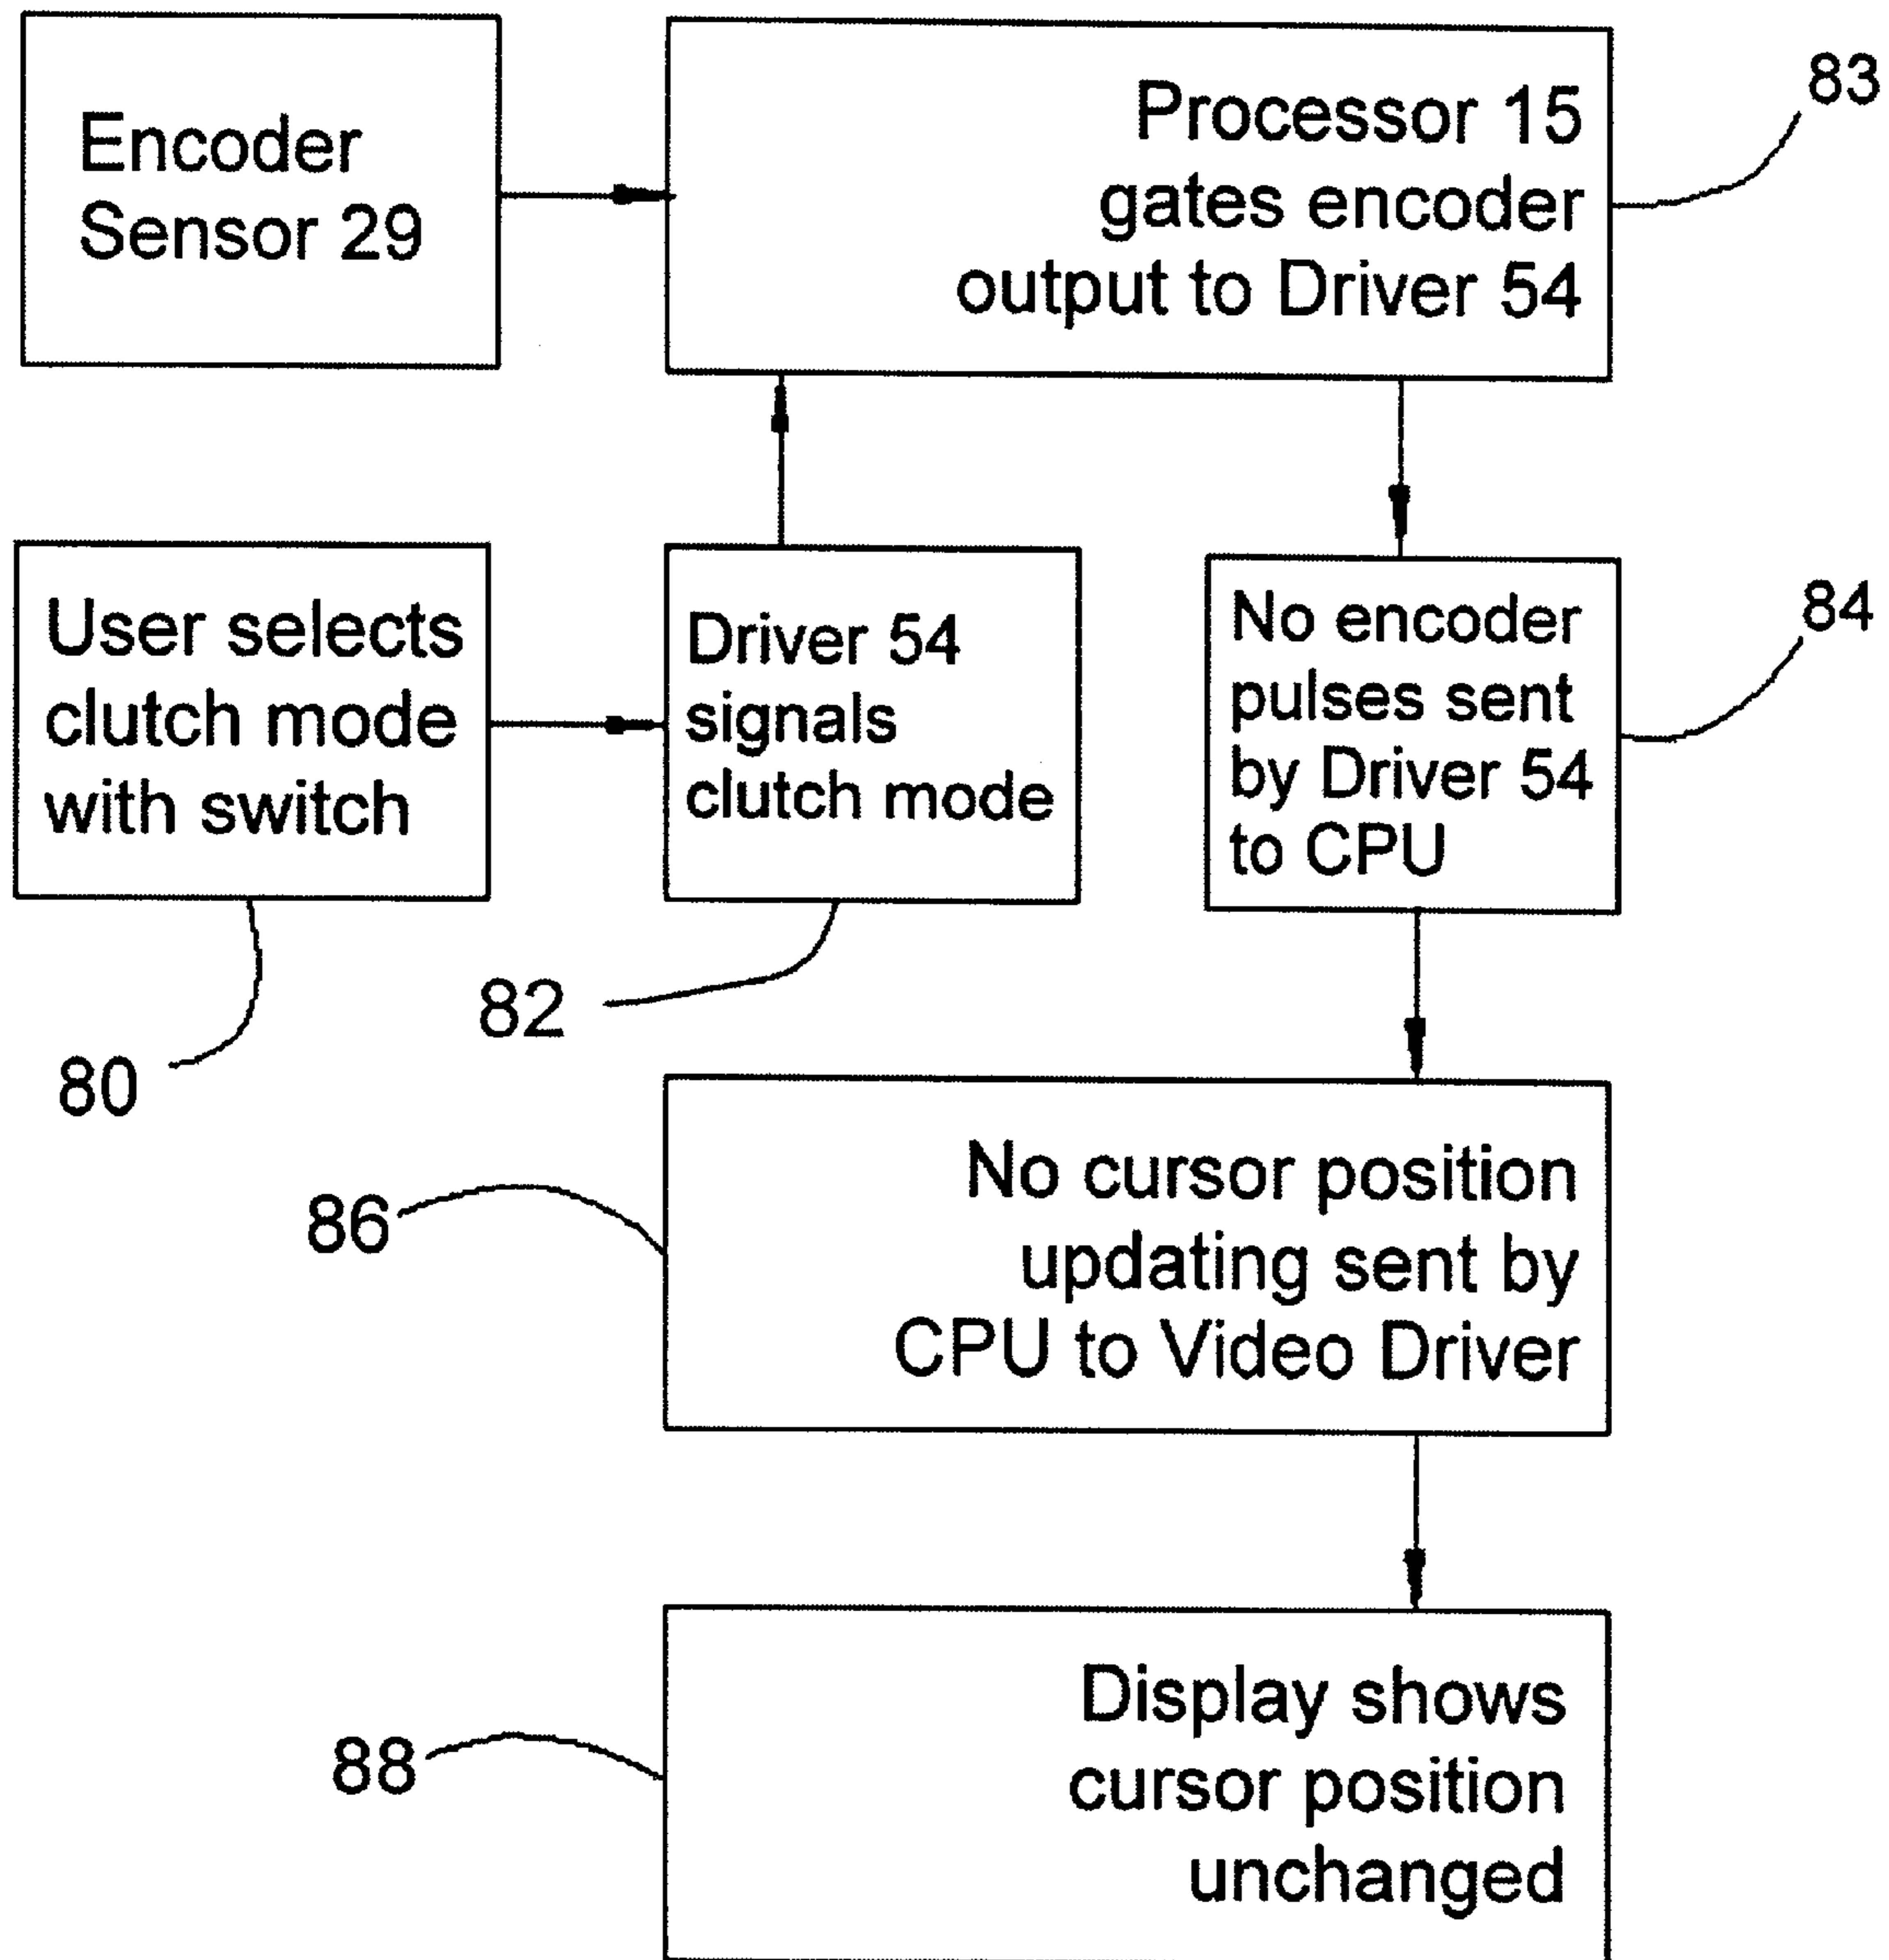 Encoder
Sensor 29
Processor 15
gates encoder
output to Driver 54
83
User selects
clutch mode
with switch
80
Driver 54
signals
clutch mode
82
No encoder
pulses sent
by Driver 54
to CPU
84
No cursor position
updating sent by
CPU to Video Driver
86
Display shows
cursor position
unchanged
88